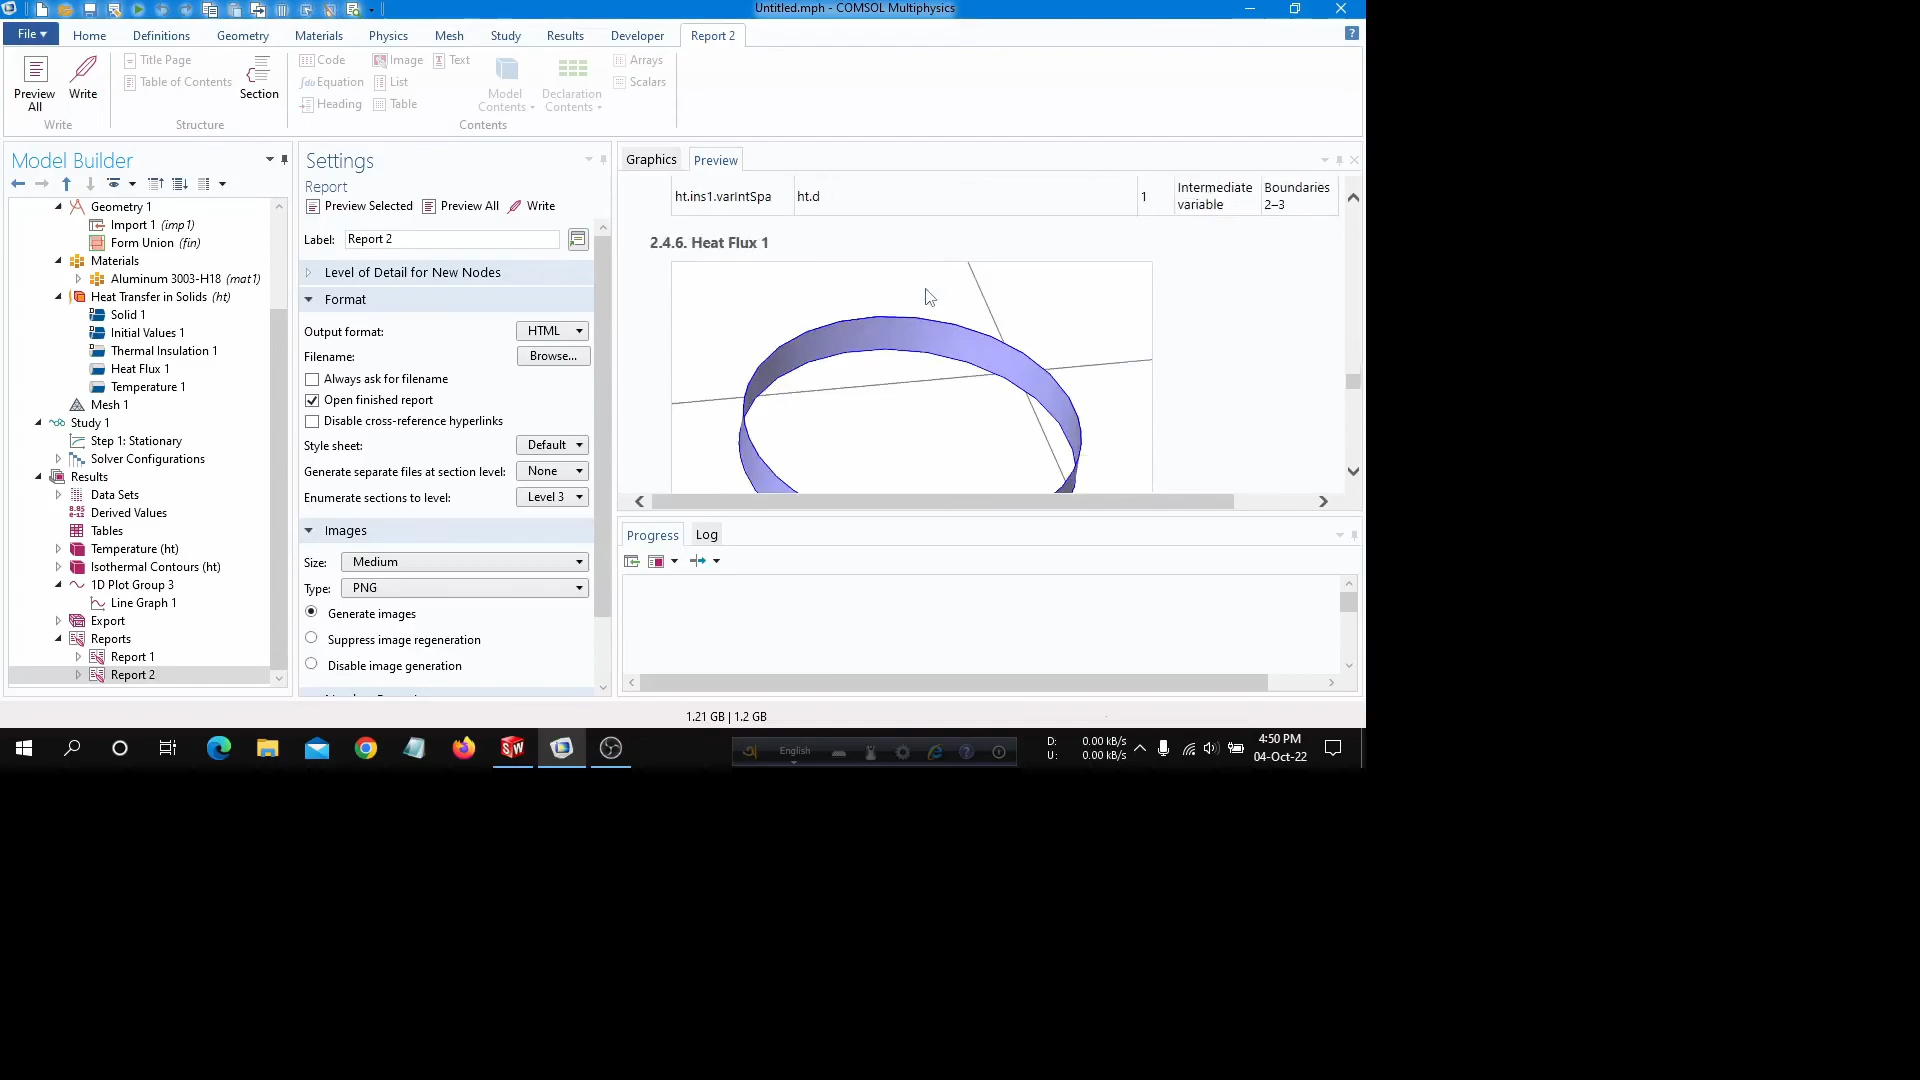 Untitled.mph - COMSOL Multiphysics
File Home Definitions Geometry Materials Physics Mesh Study Results Developer Report 2
Preview All
Write
Title Page
Table of Contents
Section
Code
Image
Text
Equation
List
Heading
Table
Model Contents
Declaration Contents
Arrays
Scalars
Write Structure Contents
Model Builder
Geometry 1
Import 1 (imp1)
Form Union (fin)
Materials
Aluminum 3003-H18 (mat1)
Heat Transfer in Solids (ht)
Solid 1
Initial Values 1
Thermal Insulation 1
Heat Flux 1
Temperature 1
Mesh 1
Study 1
Step 1: Stationary
Solver Configurations
Results
Data Sets
8.85
e-12
Derived Values
Tables
Temperature (ht)
Isothermal Contours (ht)
1D Plot Group 3
Line Graph 1
Export
Reports
Report 1
Report 2
Settings
Report
Preview Selected Preview All Write
Label: Report 2
Level of Detail for New Nodes
Format
Output format: HTML
Filename: Browse...
Always ask for filename
Open finished report
Disable cross-reference hyperlinks
Style sheet: Default
Generate separate files at section level: None
Enumerate sections to level: Level 3
Images
Size: Medium
Type: PNG
Generate images
Suppress image regeneration
Disable image generation
Graphics Preview
ht.ins1.varIntSpa ht.d 1 Intermediate variable Boundaries 2–3
2.4.6. Heat Flux 1
Progress Log
1.21 GB | 1.2 GB
English
D: 0.00 kB/s
U: 0.00 kB/s
4:50 PM
04-Oct-22